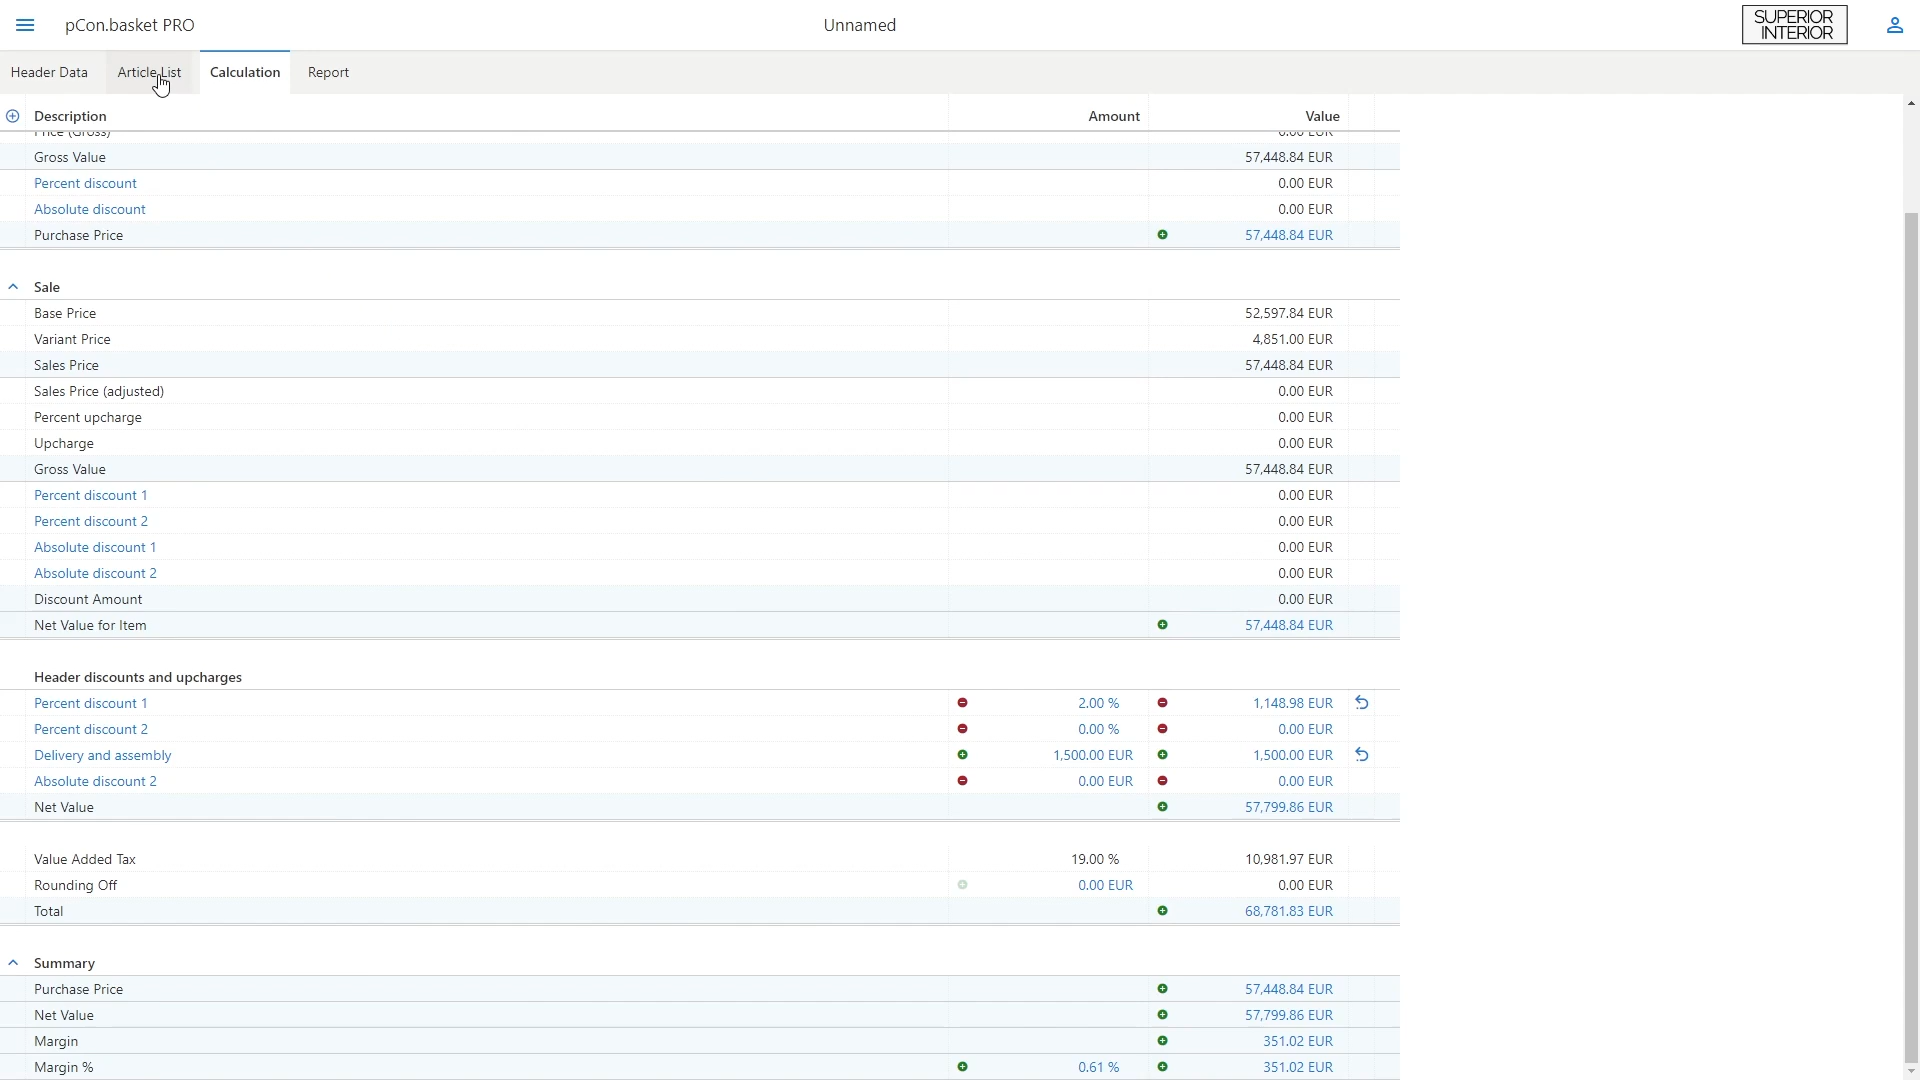 pCon.basket PRO Unnamed SUPERIOR
INTERIOR
Header Data Article List Calculation Report
Description Amount Value
Price (Gross) 0.00 EUR
Gross Value 57,448.84 EUR
Percent discount 0.00 EUR
Absolute discount 0.00 EUR
Purchase Price 57,448.84 EUR
Sale
Base Price 52,597.84 EUR
Variant Price 4,851.00 EUR
Sales Price 57,448.84 EUR
Sales Price (adjusted) 0.00 EUR
Percent upcharge 0.00 EUR
Upcharge 0.00 EUR
Gross Value 57,448.84 EUR
Percent discount 1 0.00 EUR
Percent discount 2 0.00 EUR
Absolute discount 1 0.00 EUR
Absolute discount 2 0.00 EUR
Discount Amount 0.00 EUR
Net Value for Item 57,448.84 EUR
Header discounts and upcharges
Percent discount 1 2.00 % 1,148.98 EUR
Percent discount 2 0.00 % 0.00 EUR
Delivery and assembly 1,500.00 EUR 1,500.00 EUR
Absolute discount 2 0.00 EUR 0.00 EUR
Net Value 57,799.86 EUR
Value Added Tax 19.00 % 10,981.97 EUR
Rounding Off 0.00 EUR 0.00 EUR
Total 68,781.83 EUR
Summary
Purchase Price 57,448.84 EUR
Net Value 57,799.86 EUR
Margin 351.02 EUR
Margin % 0.61 % 351.02 EUR